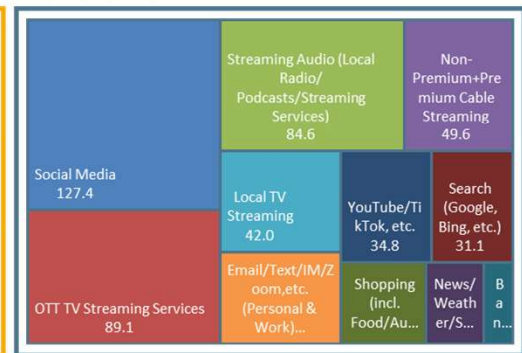 Social Media
127.4
OTT TV Streaming Services
89.1
Streaming Audio (Local
Radio/
Podcasts/Streaming
Services)
84.6
Non-
Premium+Pre
mium Cable
Streaming
49.6
Local TV
Streaming
42.0
YouTube/Ti
kTok, etc.
34.8
Search
(Google,
Bing, etc.)
31.1
Email/Text/IM/Z
oom,etc.
(Personal &
Work)...
Shopping
(incl.
Food/Au...
News/
Weath
er/S...
B
a
n...